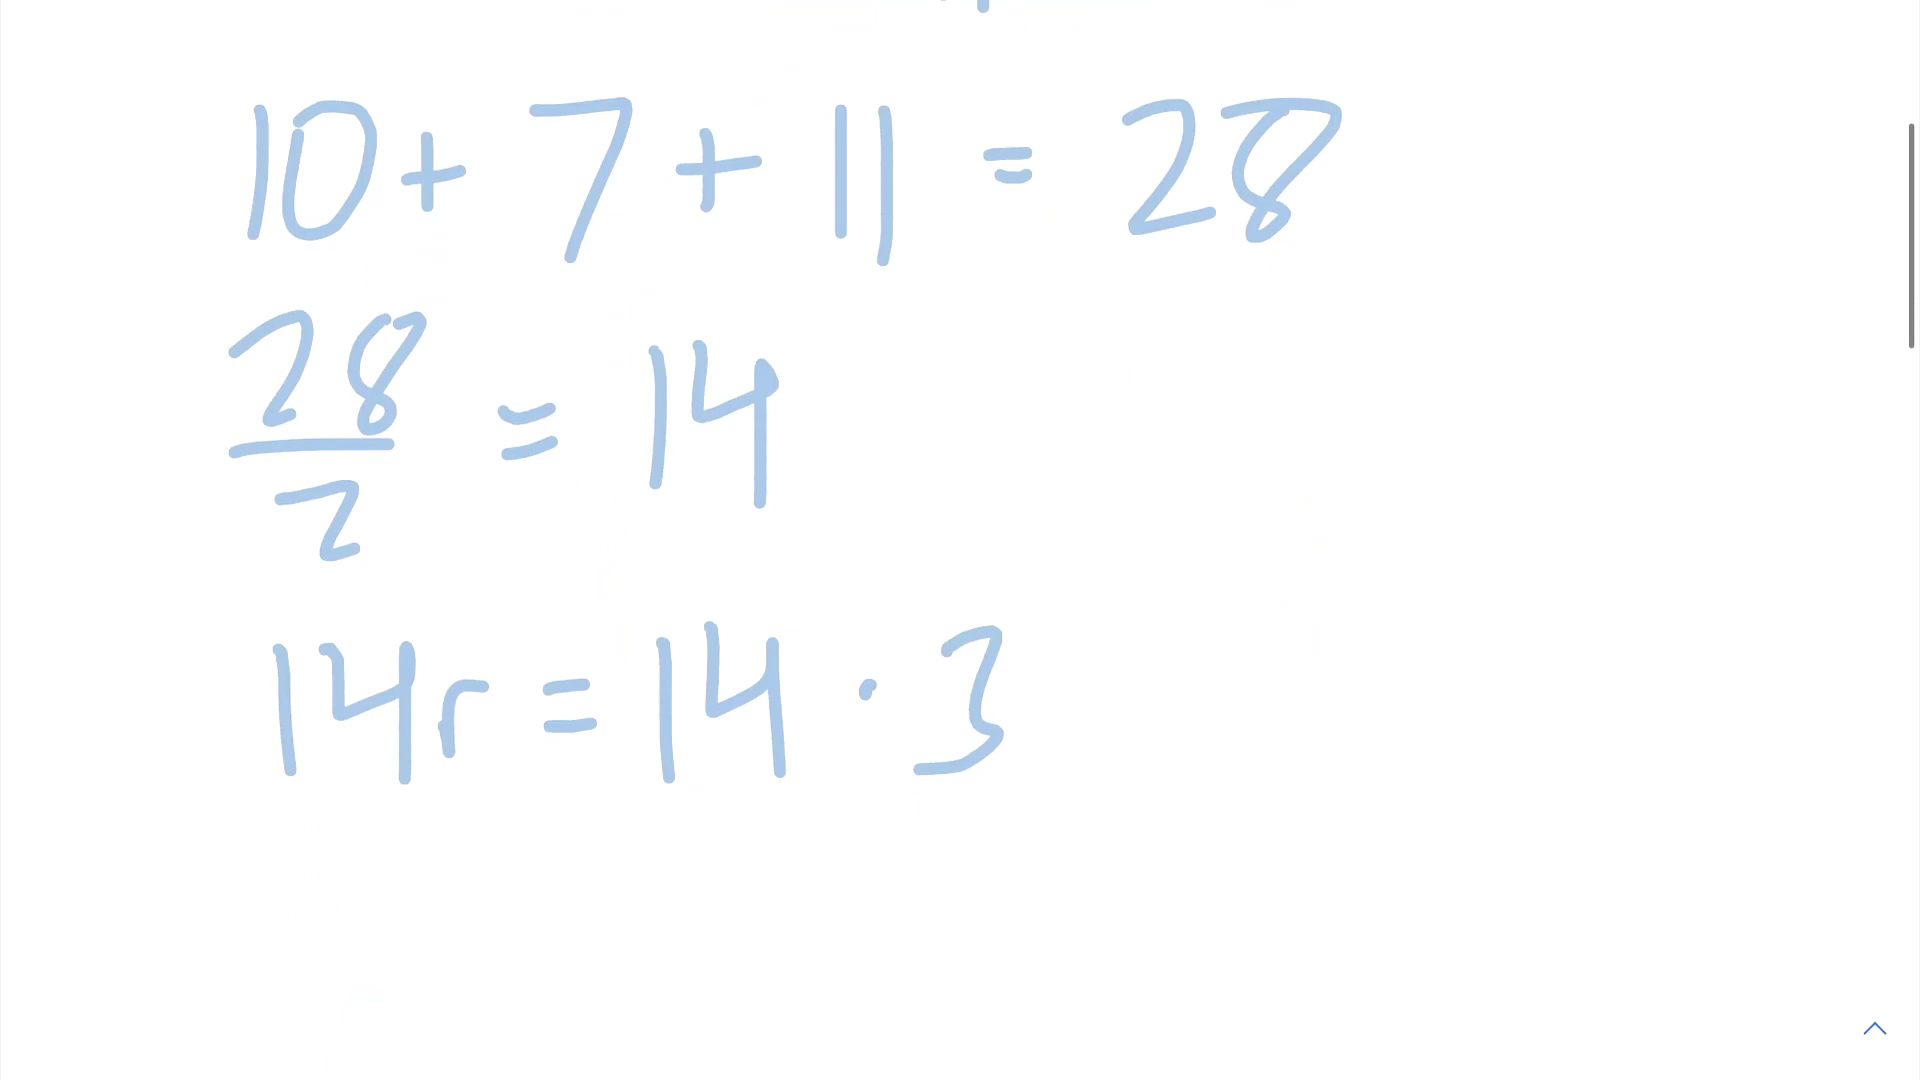 10 + 7 + 11 = 28
28/2 = 14
14r = 14 · 3